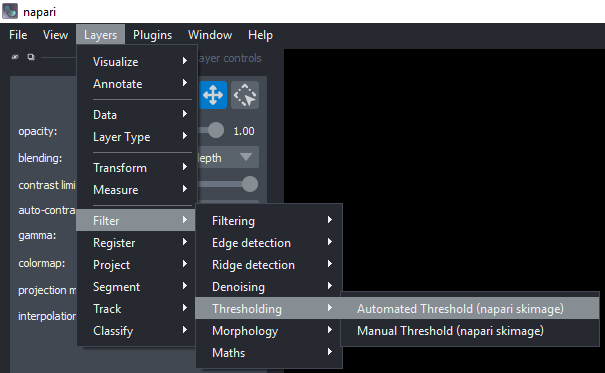 napari
File View Layers Plugins Window Help
Visualize
layer controls
Annotate
Data
opacity: 1.00
Layer Type
blending: depth
Transform
contrast limi
Measure
auto-contra
Filter Filtering
gamma:
Register Edge detection
colormap:
Project Ridge detection
projection m
Segment Denoising
interpolation
Track Thresholding Automated Threshold (napari skimage)
Classify Morphology Manual Threshold (napari skimage)
Maths